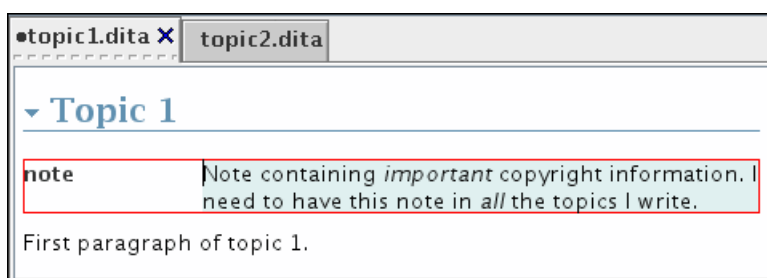 •topic1.dita X topic2.dita
Topic 1
note Note containing important copyright information. I
need to have this note in all the topics I write.
First paragraph of topic 1.